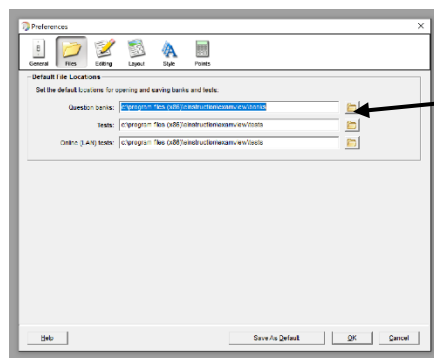 Preferences
General Files Editing Layout Style Points
Default File Locations
Set the default locations for opening and saving banks and tests.
Question banks: c:\program files (x86)\einstruction\examview\banks
Tests: c:\program files (x86)\einstruction\examview\tests
Online (LAN) tests: c:\program files (x86)\einstruction\examview\tests
Help Save As Default OK Cancel